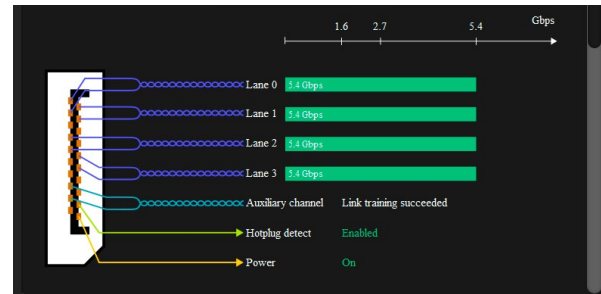 Gbps
1.6 2.7 5.4
Lane 0 5.4 Gbps
Lane 1 5.4 Gbps
Lane 2 5.4 Gbps
Lane 3 5.4 Gbps
Auxiliary channel Link training succeeded
Hotplug detect Enabled
Power On